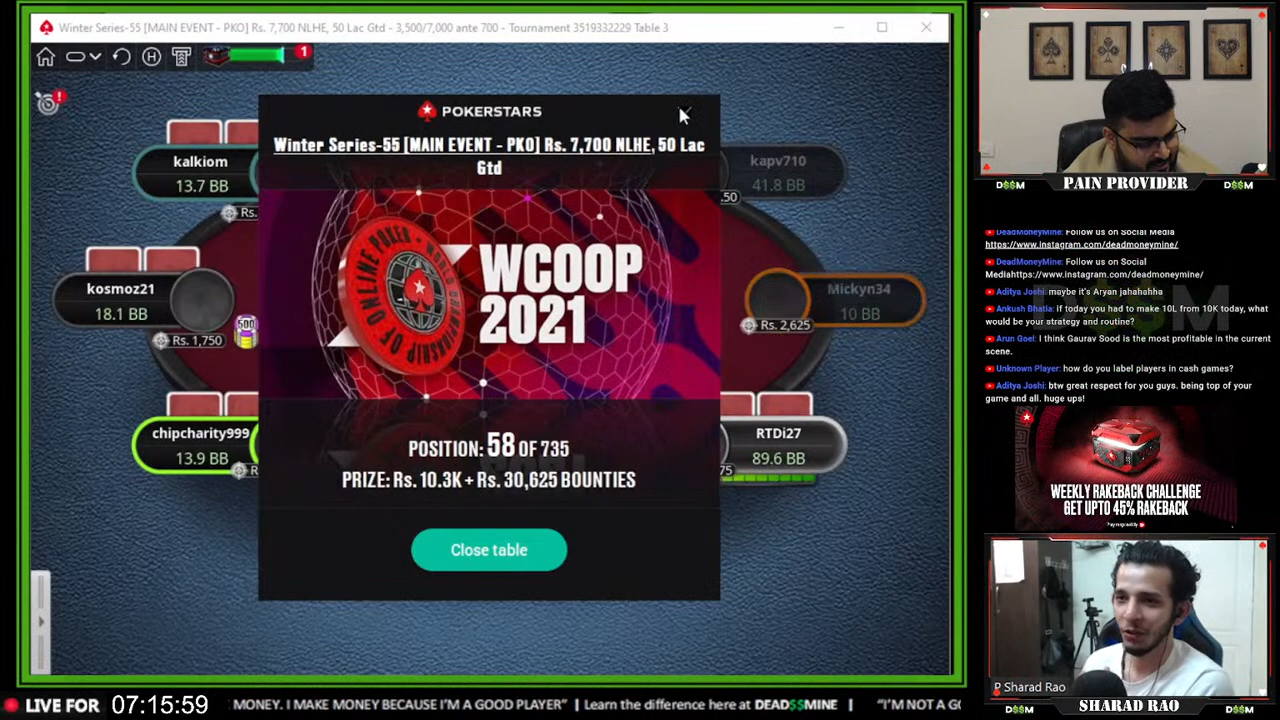 Winter Series-55 [MAIN EVENT - PKO] Rs. 7,700 NLHE, 50 Lac Gtd - 3,500/7,000 ante 700 - Tournament 3519332229 Table 3
H
1
!
POKERSTARS
Winter Series-55 [MAIN EVENT - PKO] Rs. 7,700 NLHE, 50 Lac
Gtd
kalkiom
13.7 BB
Rs.
kapv710
41.8 BB
.50
kosmoz21
18.1 BB
Rs. 1,750
500
WCOOP
2021
Mickyn34
10 BB
Rs. 2,625
chipcharity999
13.9 BB
RTDi27
89.6 BB
75
POSITION: 58 OF 735
PRIZE: Rs. 10.3K + Rs. 30,625 BOUNTIES
Close table
D$$M PAIN PROVIDER D$$M
DeadMoneyMine: Follow us on Social Media
https://www.instagram.com/deadmoneymine/
DeadMoneyMine: Follow us on Social
Mediahttps://www.instagram.com/deadmoneymine/
Aditya Joshi: maybe it's Aryan jahahahha
Ankush Bhatia: if today you had to make 10L from 10K today, what
would be your strategy and routine?
Arun Goel: I think Gaurav Sood is the most profitable in the current
scene.
Unknown Player: how do you label players in cash games?
Aditya Joshi: btw great respect for you guys. being top of your
game and all. huge ups!
WEEKLY RAKEBACK CHALLENGE
GET UPTO 45% RAKEBACK
P Sharad Rao
D$$M SHARAD RAO D$$M
LIVE FOR 07:15:59
MONEY. I'M THE MONEY BECAUSE I'M A GOOD PLAYER" | Learn the difference here at DEAD$$MINE | "I'M NOT A GO